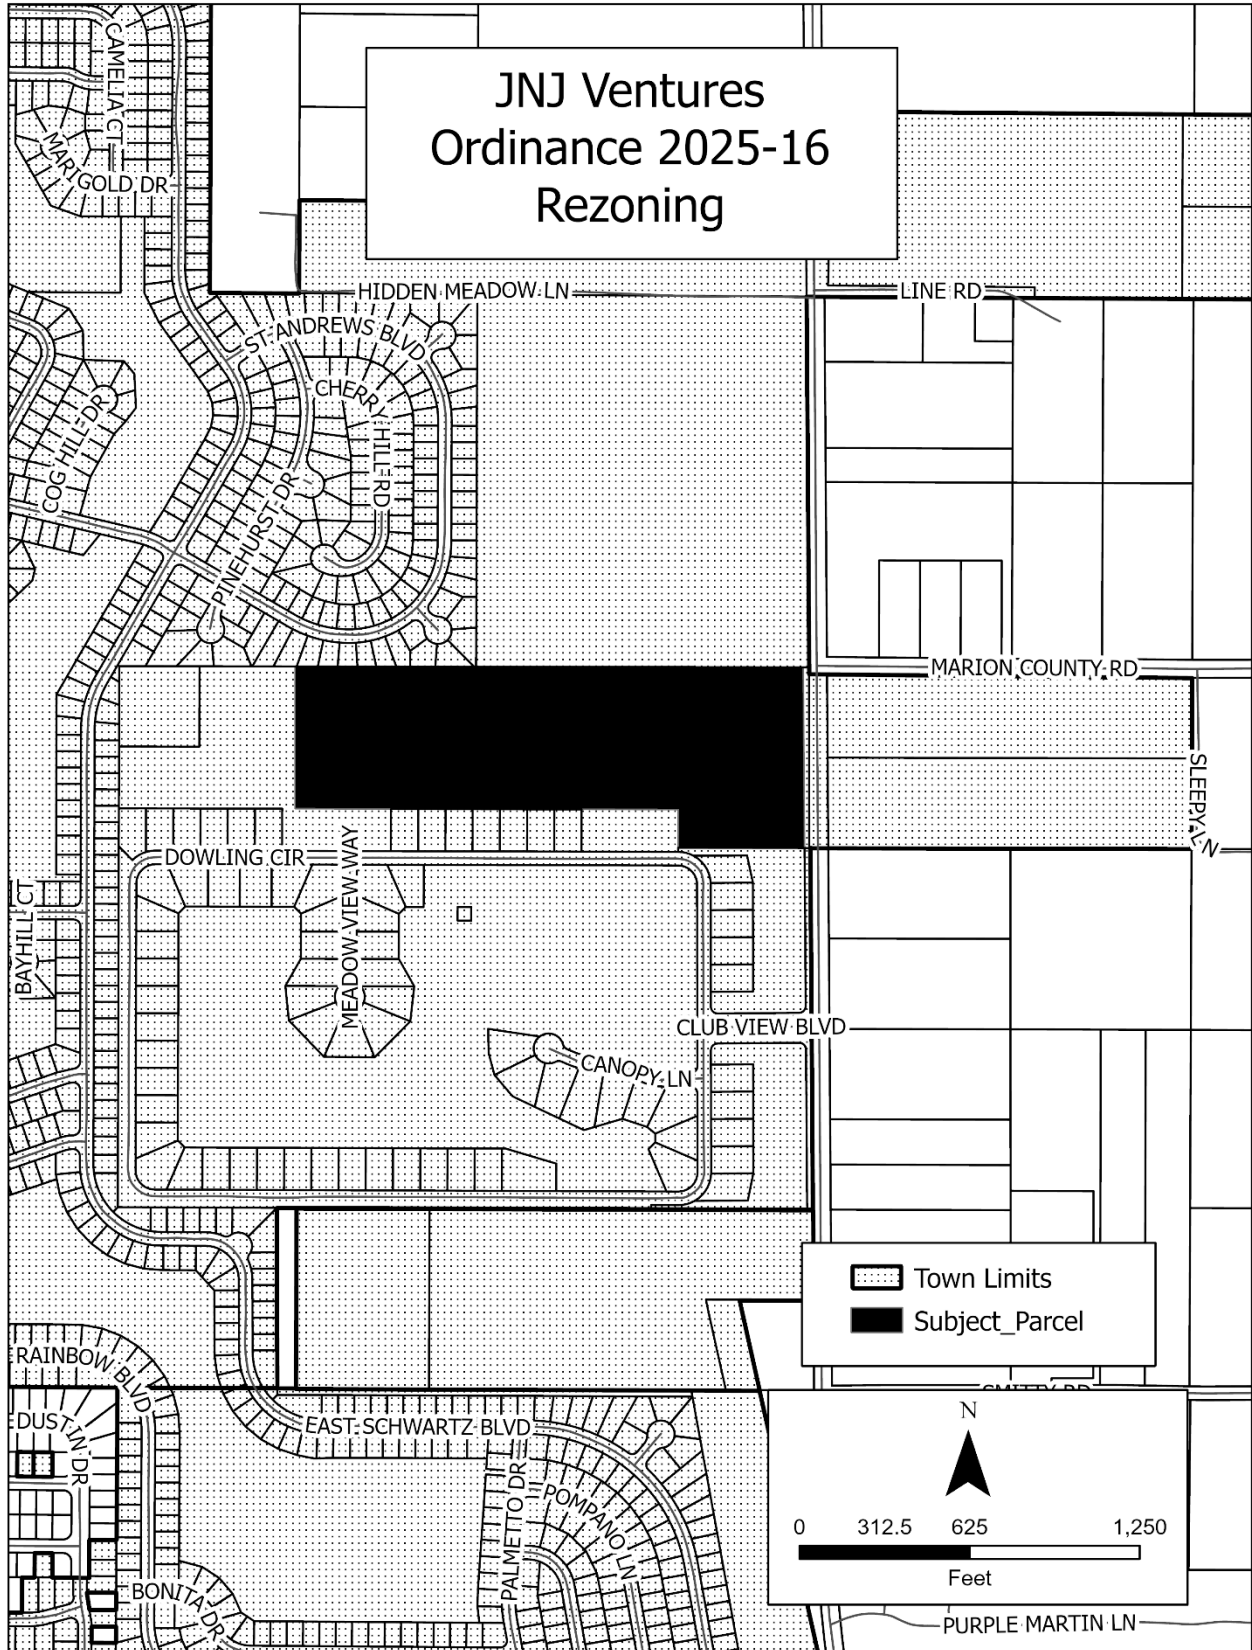 CAMELIA CT
MARIGOLD DR
JNJ Ventures
Ordinance 2025-16
Rezoning
HIDDEN MEADOW LN
LINE RD
ST ANDREWS BLVD
CHERRY HILL RD
COG HILL DR
PINEHURST DR
MARION COUNTY RD
SLEEPY LN
DOWLING CIR
MEADOW VIEW WAY
BAYHILL CT
CLUB VIEW BLVD
CANOPY LN
Town Limits
Subject_Parcel
RAINBOW BLVD
SMITTY RD
DUSTIN DR
EAST SCHWARTZ BLVD
PALMETTO DR
POMPANO LN
N
0 312.5 625 1,250
Feet
BONITA DR
PURPLE MARTIN LN